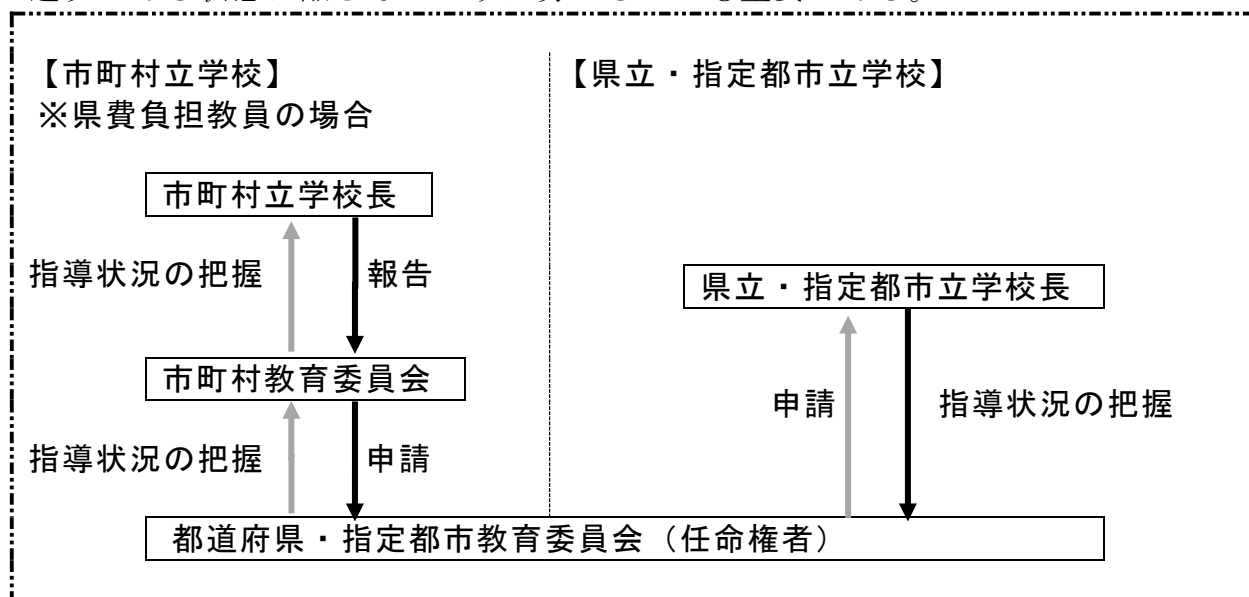 【市町村立学校】
※県費負担教員の場合
市町村立学校長
指導状況の把握
報告
市町村教育委員会
指導状況の把握
申請
【県立・指定都市立学校】
県立・指定都市立学校長
申請
指導状況の把握
都道府県・指定都市教育委員会（任命権者）